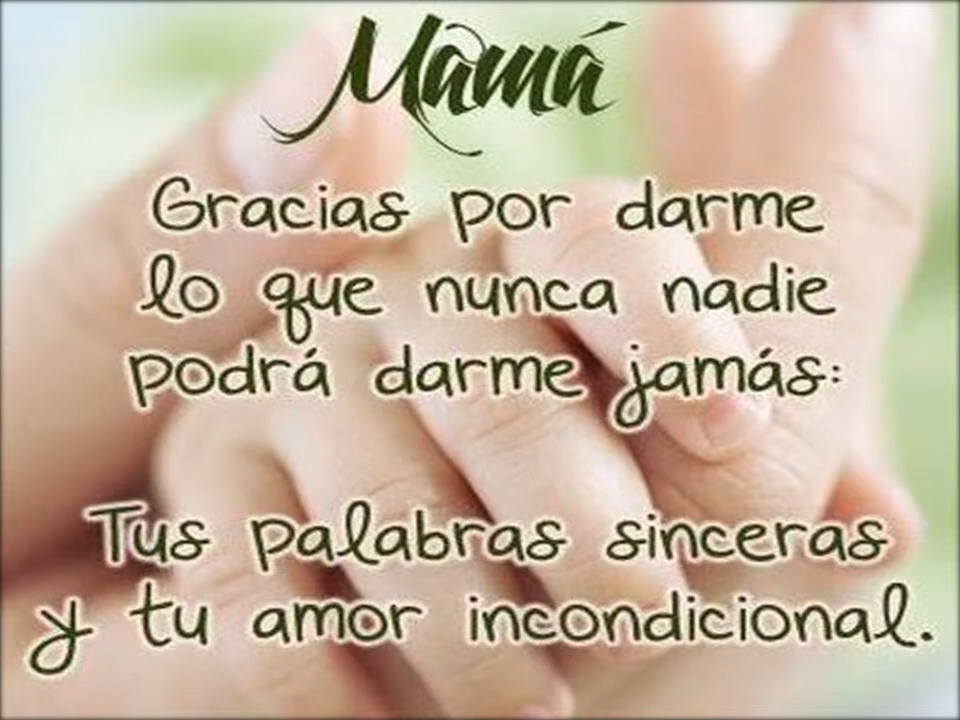 Mamá
Gracias por darme
lo que nunca nadie
podrá darme jamás:
Tus palabras sinceras
y tu amor incondicional.